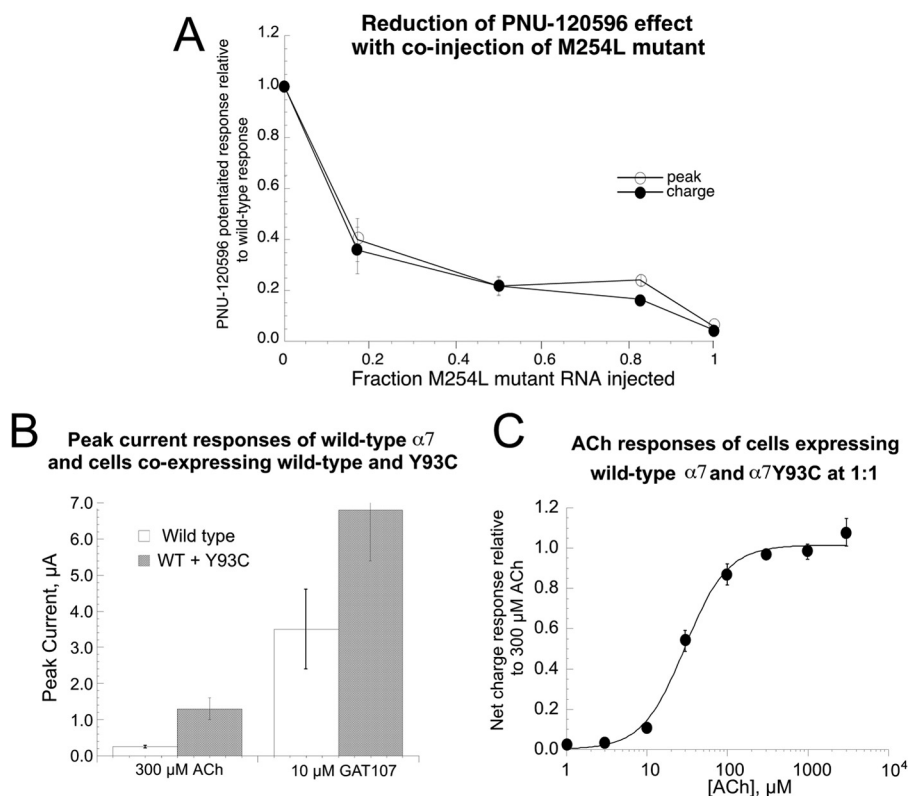 A
Reduction of PNU-120596 effect
with co-injection of M254L mutant
PNU-120596 potentaited response relative
to wild-type response
1.2
1.0
0.8
0.6
0.4
0.2
0.0
peak
charge
0
0.2
0.4
0.6
0.8
1
Fraction M254L mutant RNA injected
B
Peak current responses of wild-type α7
and cells co-expressing wild-type and Y93C
Peak Current, µA
7.0
6.0
5.0
4.0
3.0
2.0
1.0
0.0
Wild type
WT + Y93C
300 µM ACh
10 µM GAT107
C
ACh responses of cells expressing
wild-type α7 and α7Y93C at 1:1
Net charge response relative
to 300 µM ACh
1.2
1.0
0.8
0.6
0.4
0.2
0.0
1
10
100
1000
10⁴
[ACh], µM